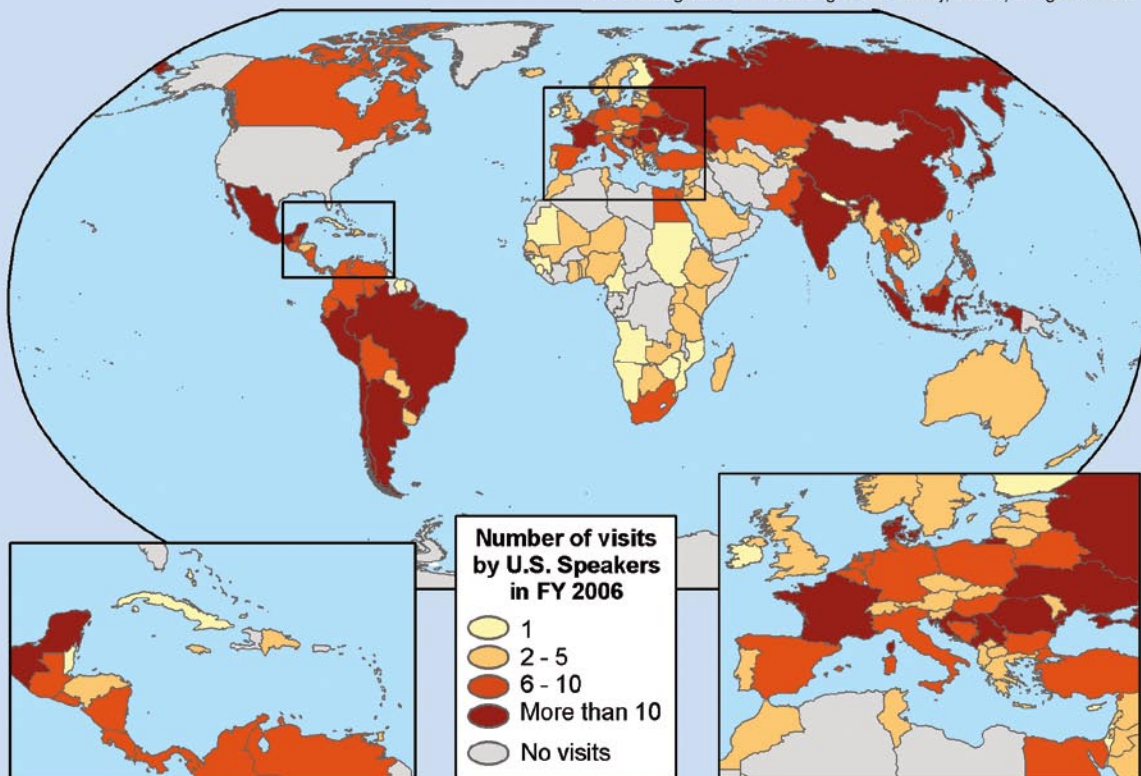 Number of visits
by U.S. Speakers
in FY 2006
1
2 - 5
6 - 10
More than 10
No visits